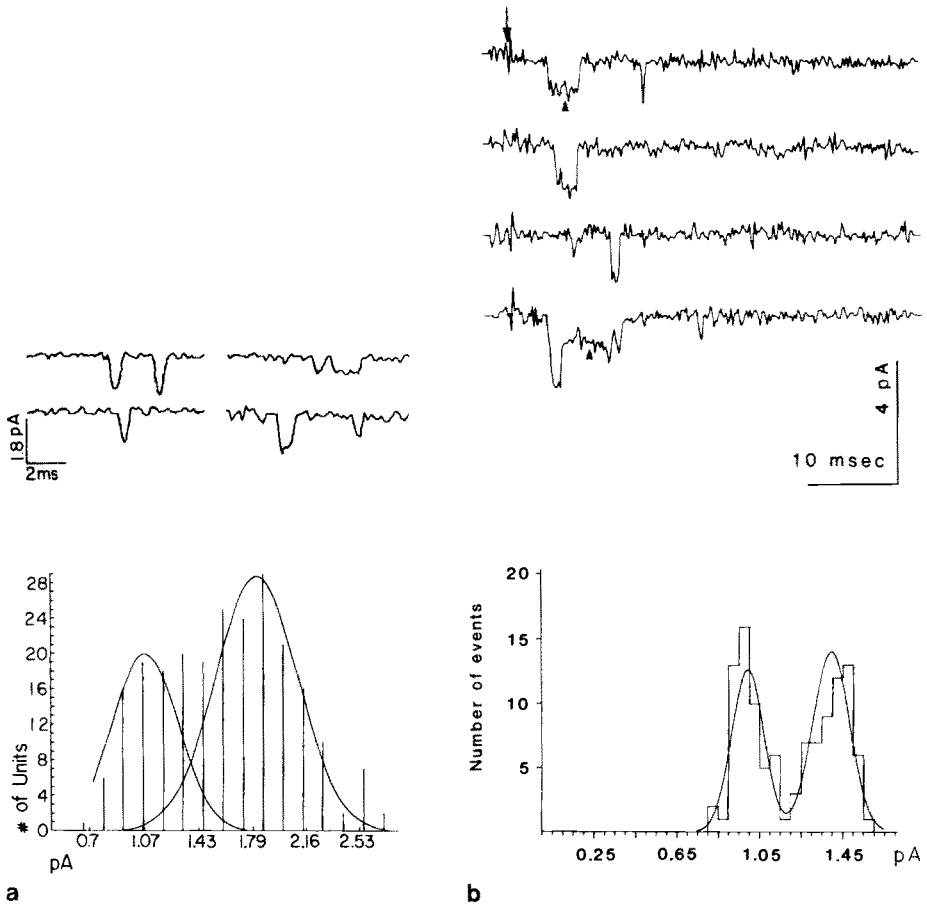 1.8 pA
2ms
4 pA
10 msec
28
24
20
16
12
8
4
0
# of Units
0.7 1.07 1.43 1.79 2.16 2.53
pA
a
20
15
10
5
Number of events
0.25 0.65 1.05 1.45 pA
b